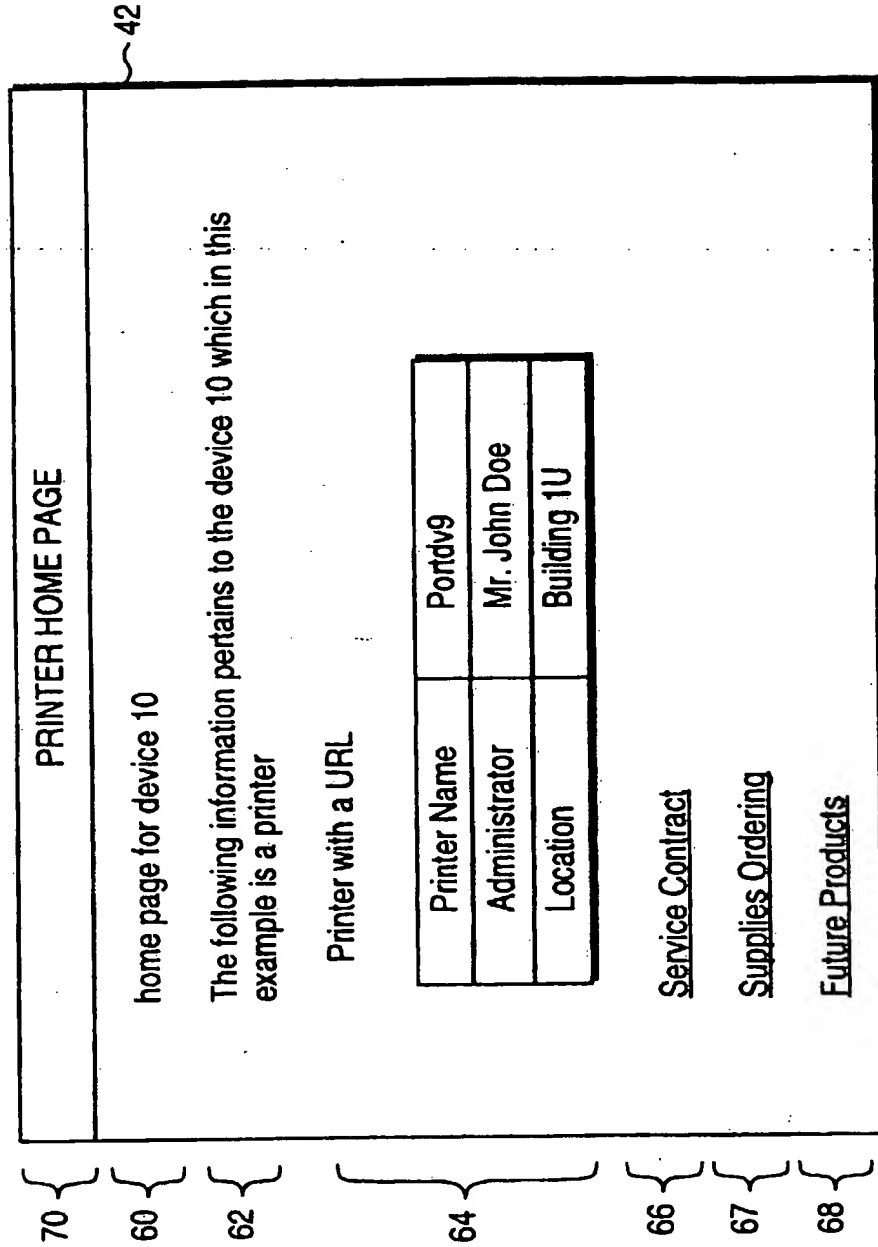 70 PRINTER HOME PAGE
42
60 home page for device 10
62 The following information pertains to the device 10 which in this
example is a printer
Printer with a URL
64
Printer Name Portdv9
Administrator Mr. John Doe
Location Building 1U
66 Service Contract
67 Supplies Ordering
68 Future Products